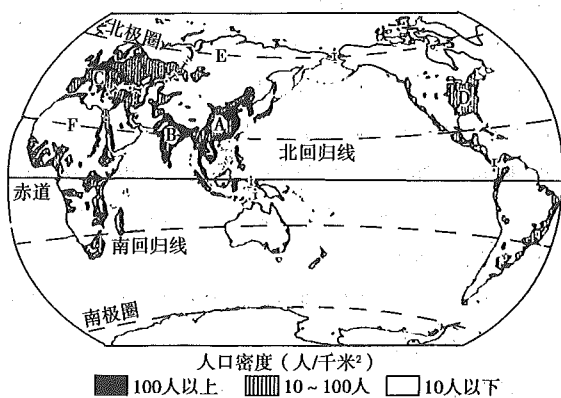 北极圈
E
C
D
A
F
B
北回归线
赤道
南回归线
南极圈
人口密度（人/千米²）
100人以上 10～100人 10人以下